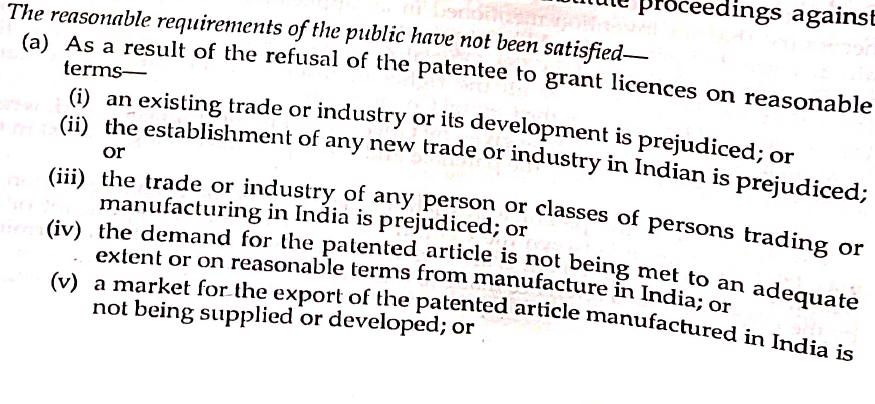 proceedings against
The reasonable requirements of the public have not been satisfied—
(a) As a result of the refusal of the patentee to grant licences on reasonable
terms—
(i) an existing trade or industry or its development is prejudiced; or
(ii) the establishment of any new trade or industry in Indian is prejudiced;
or
(iii) the trade or industry of any person or classes of persons trading or
manufacturing in India is prejudiced; or
(iv) the demand for the patented article is not being met to an adequate
extent or on reasonable terms from manufacture in India; or
(v) a market for the export of the patented article manufactured in India is
not being supplied or developed; or